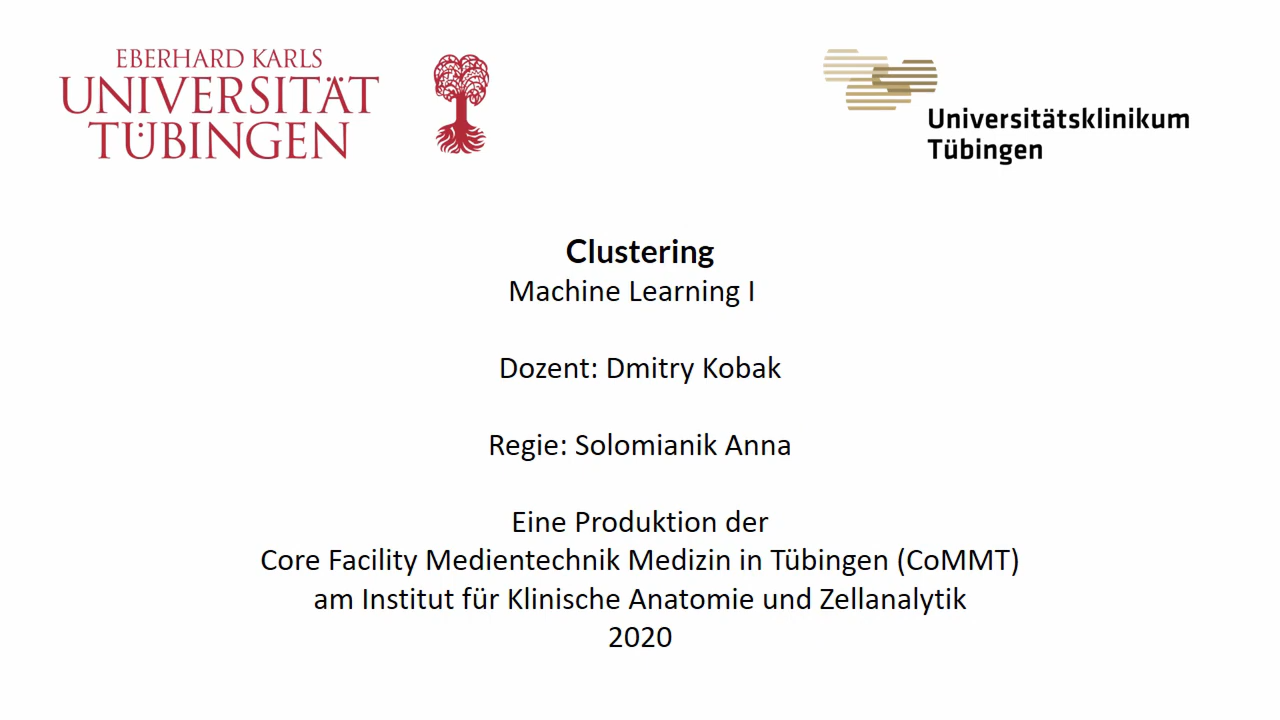 EBERHARD KARLS
UNIVERSITÄT
TÜBINGEN
Universitätsklinikum
Tübingen
Clustering
Machine Learning I
Dozent: Dmitry Kobak
Regie: Solomianik Anna
Eine Produktion der
Core Facility Medientechnik Medizin in Tübingen (CoMMT)
am Institut für Klinische Anatomie und Zellanalytik
2020